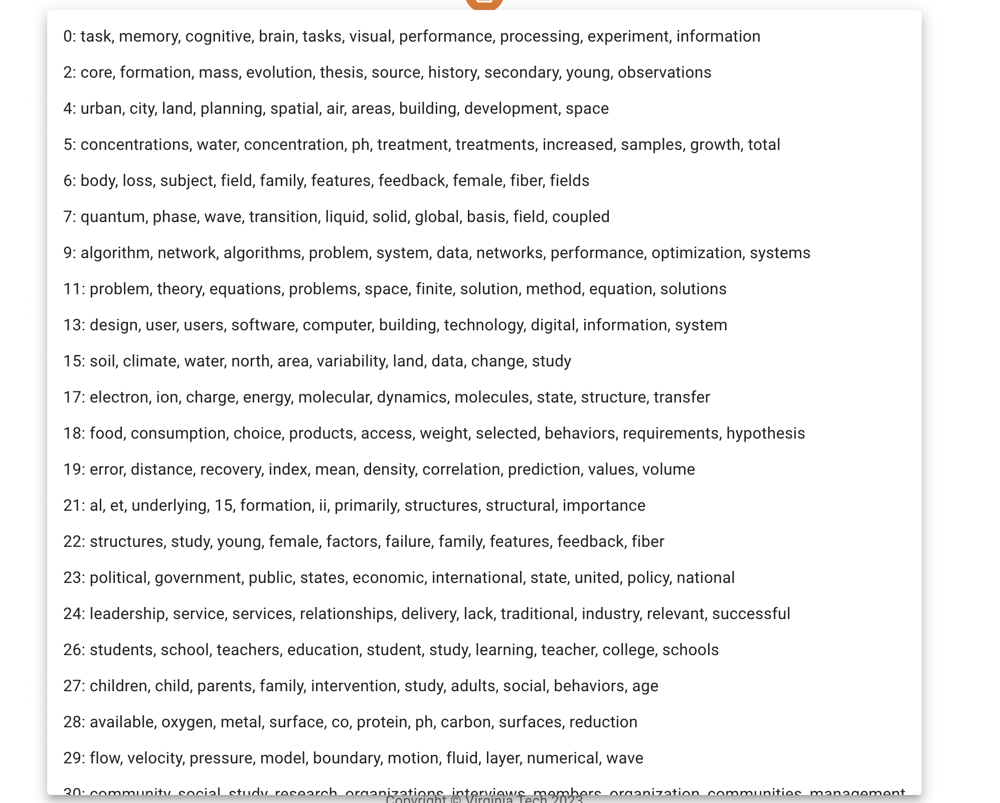 0: task, memory, cognitive, brain, tasks, visual, performance, processing, experiment, information
2: core, formation, mass, evolution, thesis, source, history, secondary, young, observations
4: urban, city, land, planning, spatial, air, areas, building, development, space
5: concentrations, water, concentration, ph, treatment, treatments, increased, samples, growth, total
6: body, loss, subject, field, family, features, feedback, female, fiber, fields
7: quantum, phase, wave, transition, liquid, solid, global, basis, field, coupled
9: algorithm, network, algorithms, problem, system, data, networks, performance, optimization, systems
11: problem, theory, equations, problems, space, finite, solution, method, equation, solutions
13: design, user, users, software, computer, building, technology, digital, information, system
15: soil, climate, water, north, area, variability, land, data, change, study
17: electron, ion, charge, energy, molecular, dynamics, molecules, state, structure, transfer
18: food, consumption, choice, products, access, weight, selected, behaviors, requirements, hypothesis
19: error, distance, recovery, index, mean, density, correlation, prediction, values, volume
21: al, et, underlying, 15, formation, ii, primarily, structures, structural, importance
22: structures, study, young, female, factors, failure, family, features, feedback, fiber
23: political, government, public, states, economic, international, state, united, policy, national
24: leadership, service, services, relationships, delivery, lack, traditional, industry, relevant, successful
26: students, school, teachers, education, student, study, learning, teacher, college, schools
27: children, child, parents, family, intervention, study, adults, social, behaviors, age
28: available, oxygen, metal, surface, co, protein, ph, carbon, surfaces, reduction
29: flow, velocity, pressure, model, boundary, motion, fluid, layer, numerical, wave
30: community, social, study, research, organizations, interviews, members, organization, communities, management
Copyright © Virginia Tech 2023